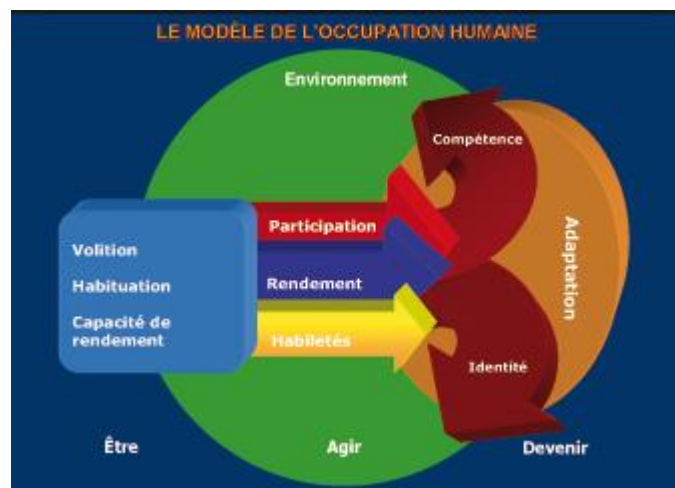 LE MODÈLE DE L'OCCUPATION HUMAINE
Environnement
Compétence
Participation
Adaptation
Volition
Habituation
Rendement
Capacité de
rendement
Habiletés
Identité
Être
Agir
Devenir